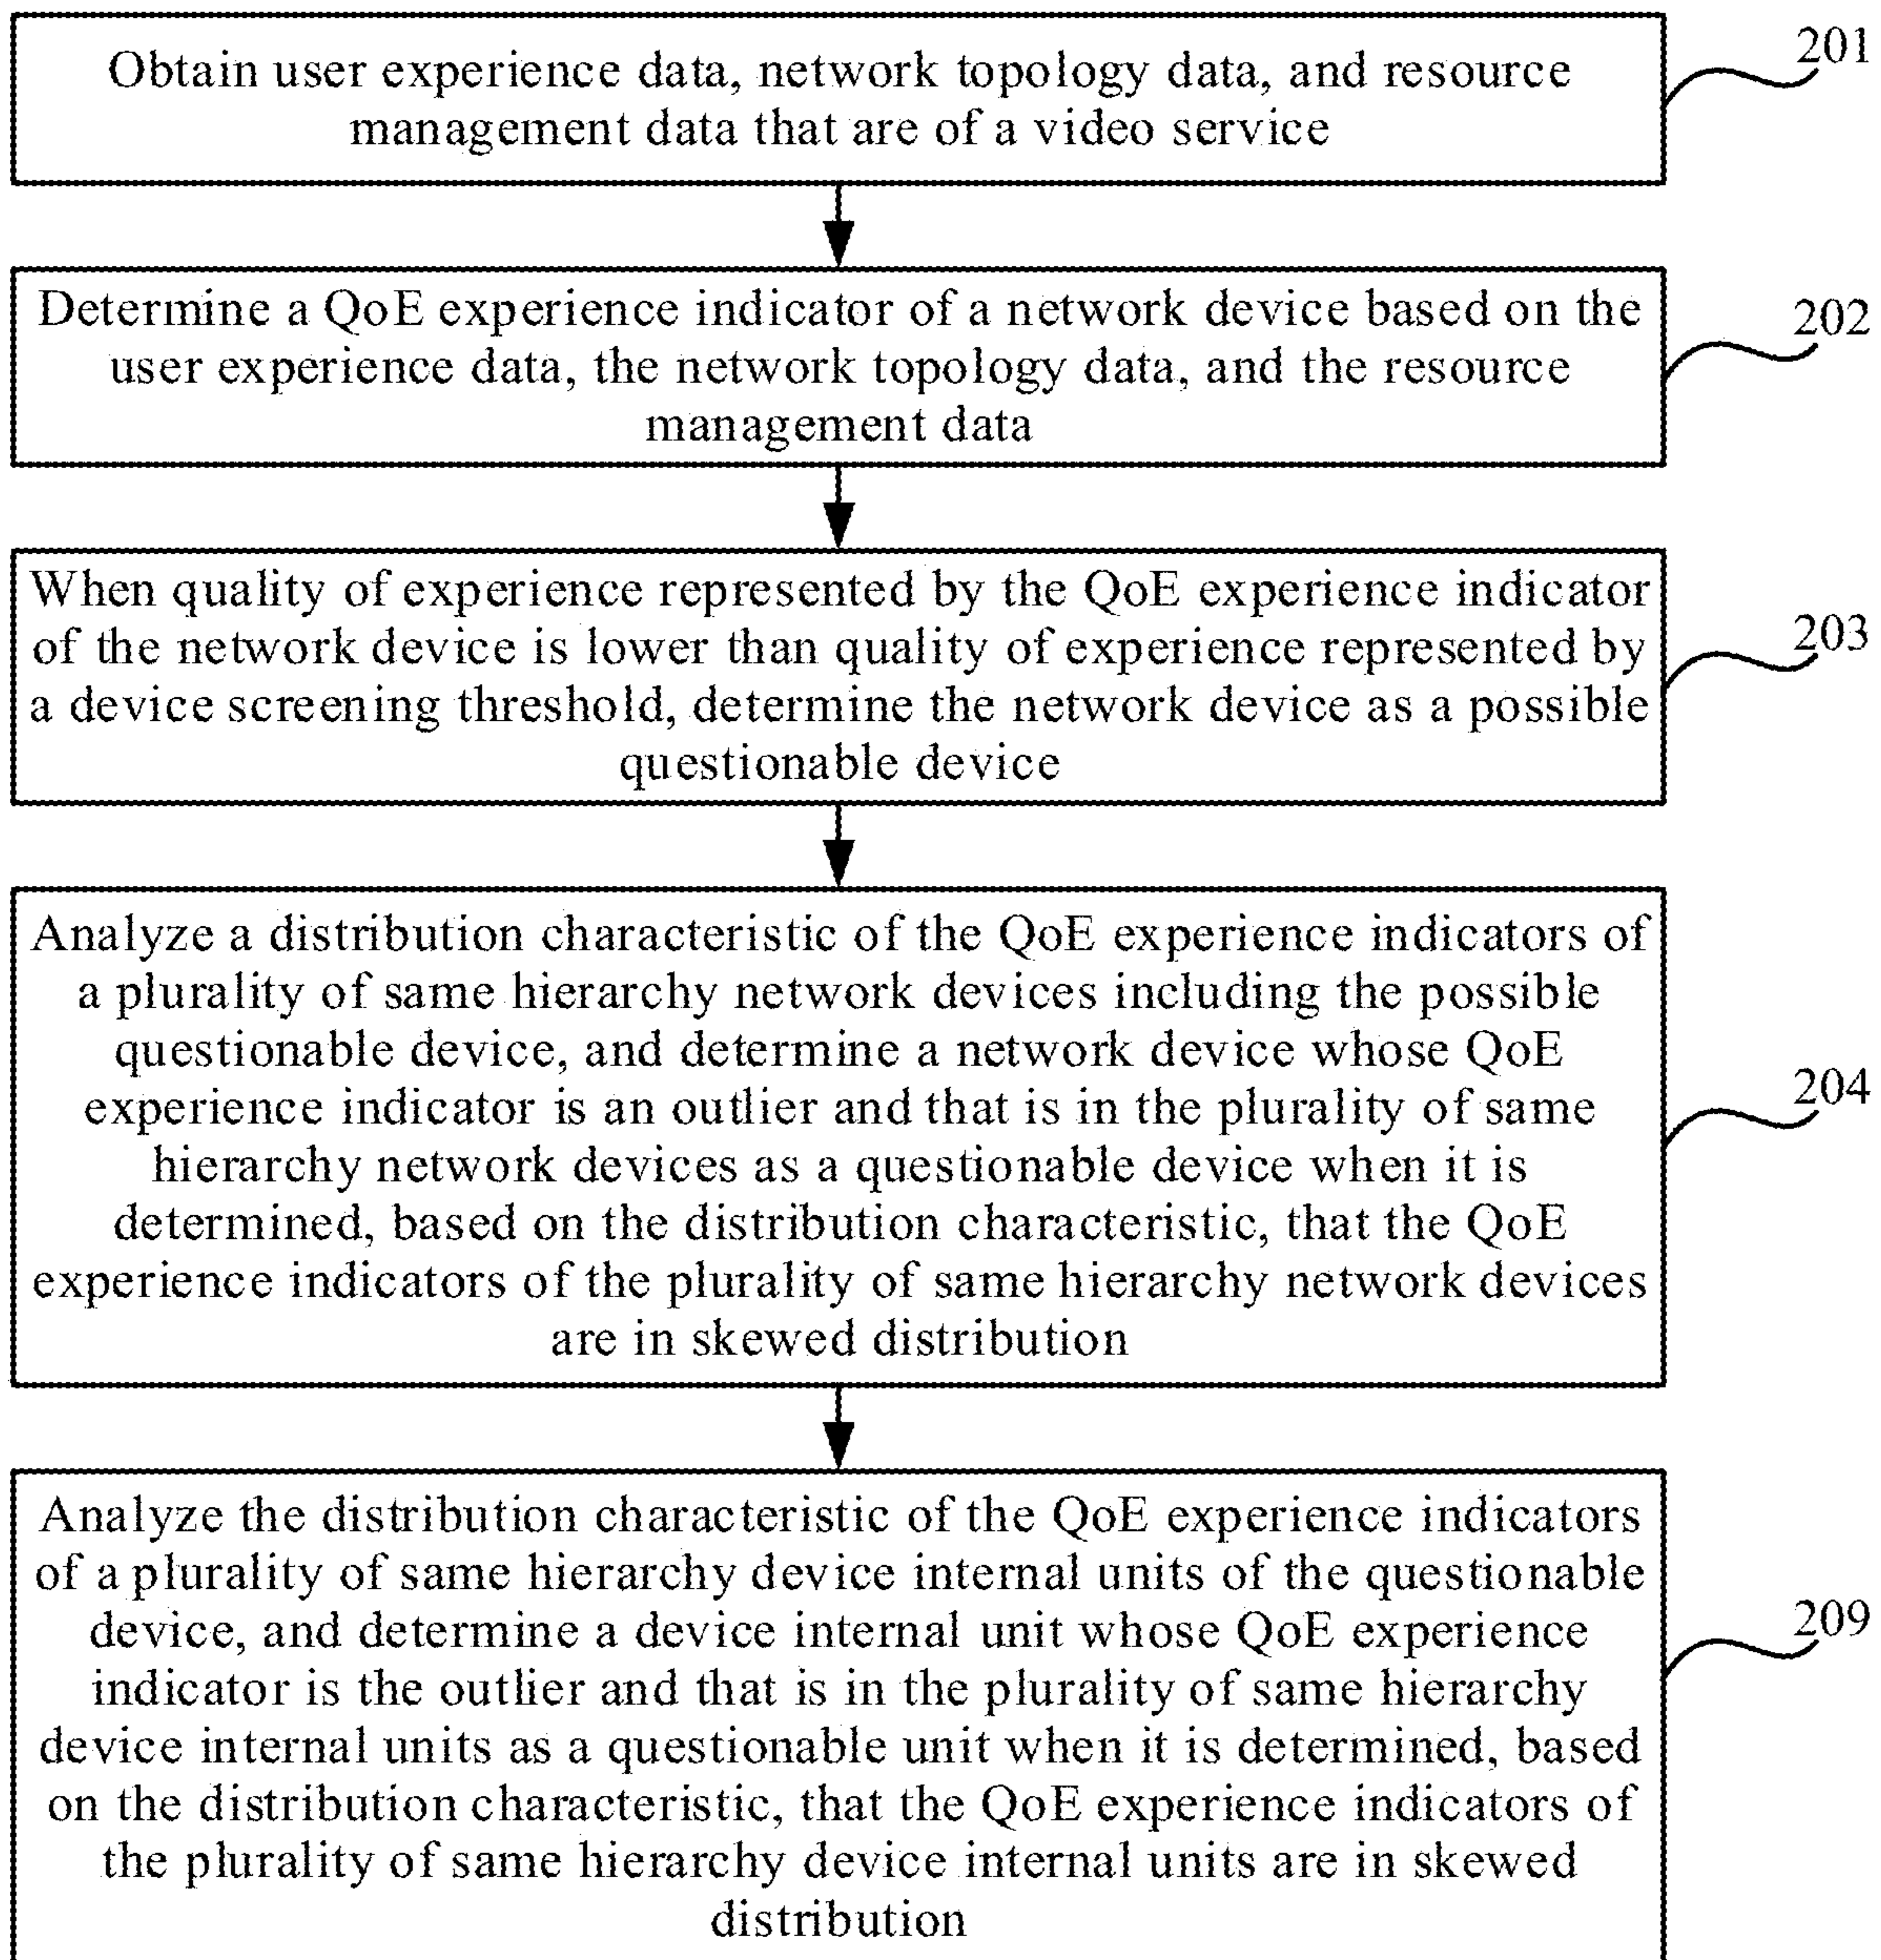 Obtain user experience data, network topology data, and resource
management data that are of a video service
201
Determine a QoE experience indicator of a network device based on the
user experience data, the network topology data, and the resource
management data
202
When quality of experience represented by the QoE experience indicator
of the network device is lower than quality of experience represented by
a device screening threshold, determine the network device as a possible
questionable device
203
Analyze a distribution characteristic of the QoE experience indicators of
a plurality of same hierarchy network devices including the possible
questionable device, and determine a network device whose QoE
experience indicator is an outlier and that is in the plurality of same
hierarchy network devices as a questionable device when it is
determined, based on the distribution characteristic, that the QoE
experience indicators of the plurality of same hierarchy network devices
are in skewed distribution
204
Analyze the distribution characteristic of the QoE experience indicators
of a plurality of same hierarchy device internal units of the questionable
device, and determine a device internal unit whose QoE experience
indicator is the outlier and that is in the plurality of same hierarchy
device internal units as a questionable unit when it is determined, based
on the distribution characteristic, that the QoE experience indicators of
the plurality of same hierarchy device internal units are in skewed
distribution
209